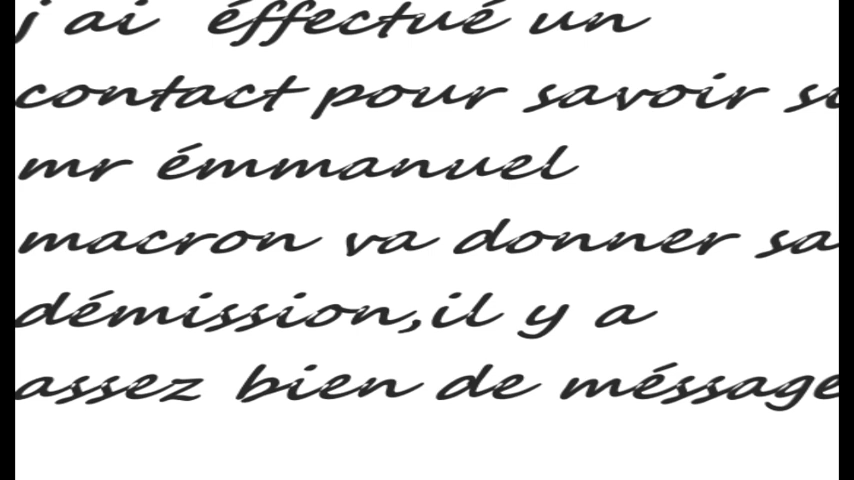 j'ai éffectué un
contact pour savoir si
mr émmanuel
macron va donner sa
démission,il y a
assez bien de méssage